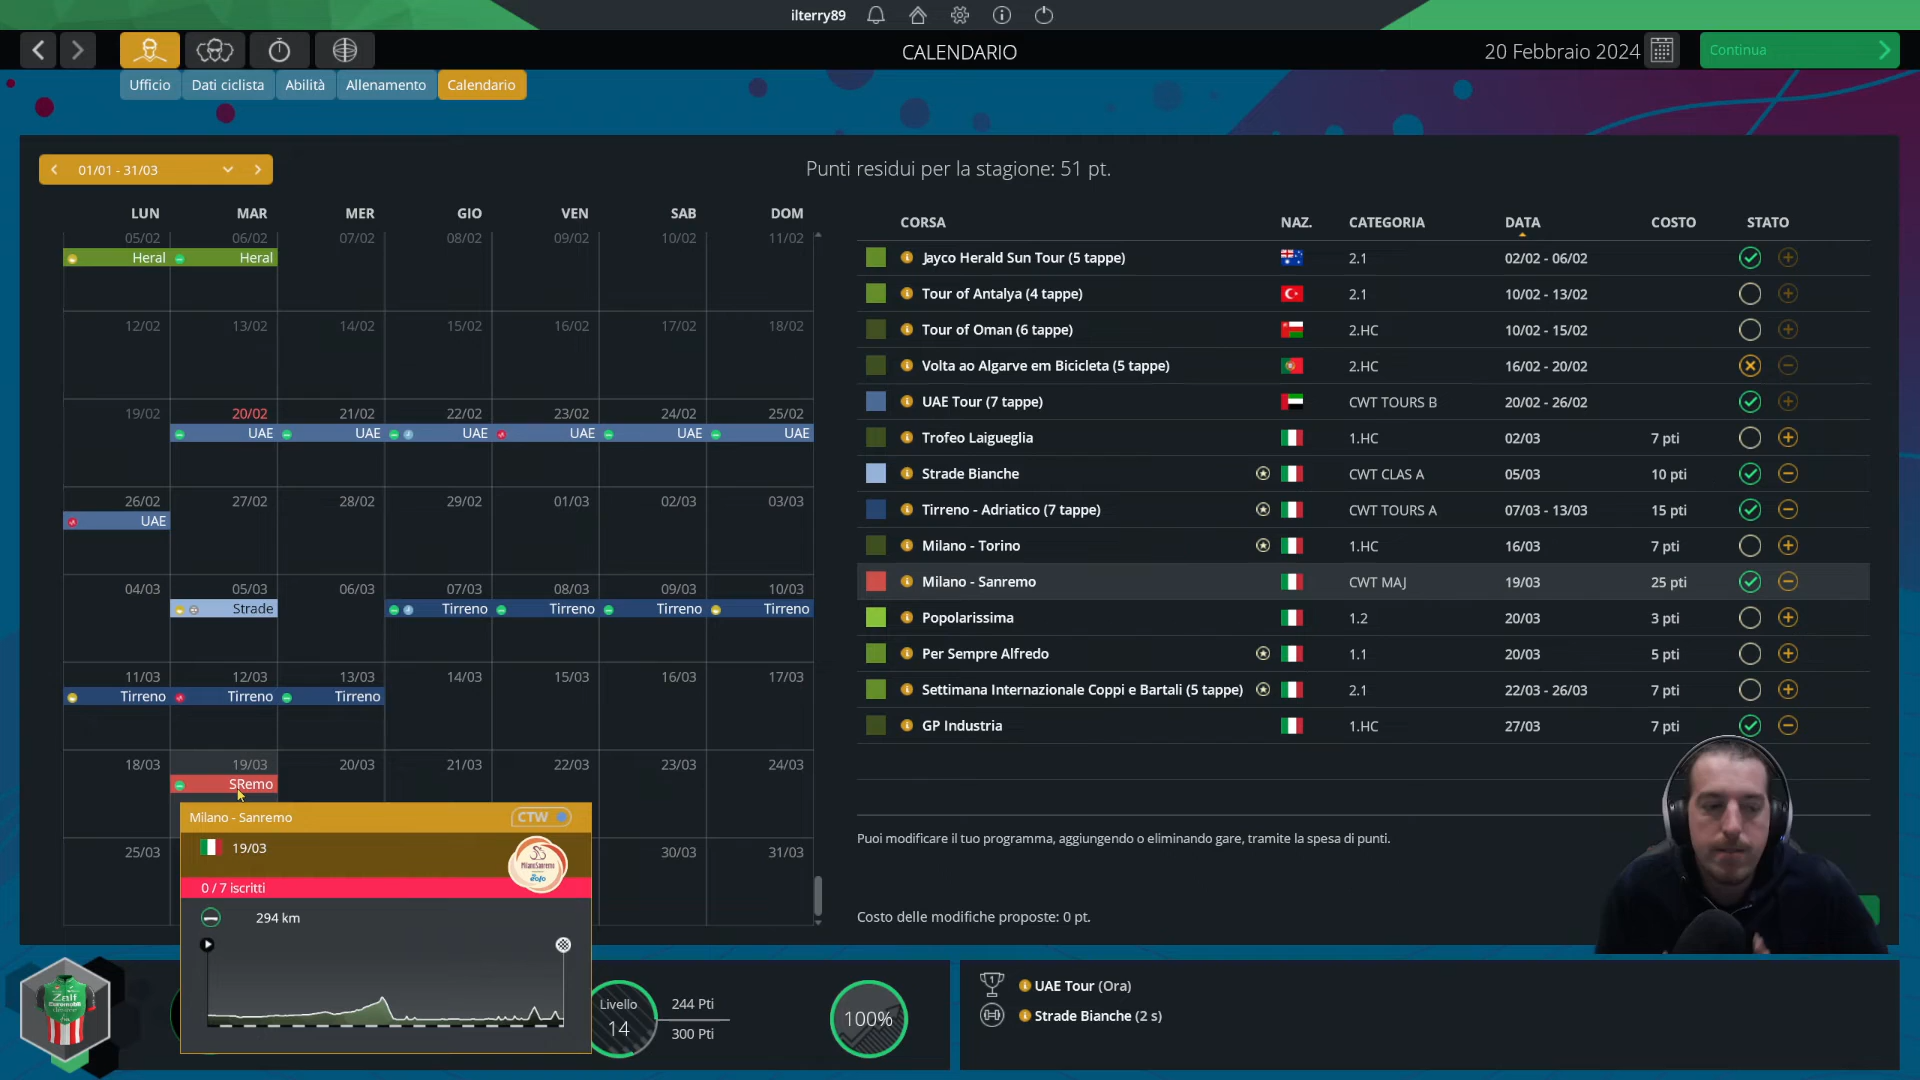 ilterry89
CALENDARIO
20 Febbraio 2024
Continua
Ufficio
Dati ciclista
Abilità
Allenamento
Calendario
01/01 - 31/03
Punti residui per la stagione: 51 pt.
LUN MAR MER GIO VEN SAB DOM
05/02 06/02 07/02 08/02 09/02 10/02 11/02
Heral Heral
12/02 13/02 14/02 15/02 16/02 17/02 18/02
19/02 20/02 21/02 22/02 23/02 24/02 25/02
UAE UAE UAE UAE UAE UAE
26/02 27/02 28/02 29/02 01/03 02/03 03/03
UAE
04/03 05/03 06/03 07/03 08/03 09/03 10/03
Strade Tirreno Tirreno Tirreno Tirreno
11/03 12/03 13/03 14/03 15/03 16/03 17/03
Tirreno Tirreno Tirreno
18/03 19/03 20/03 21/03 22/03 23/03 24/03
SRemo
25/03 30/03 31/03
Milano - Sanremo CTW
19/03
MilanoSanremo
eolo
0 / 7 iscritti
294 km
CORSA NAZ. CATEGORIA DATA COSTO STATO
Jayco Herald Sun Tour (5 tappe) 2.1 02/02 - 06/02
Tour of Antalya (4 tappe) 2.1 10/02 - 13/02
Tour of Oman (6 tappe) 2.HC 10/02 - 15/02
Volta ao Algarve em Bicicleta (5 tappe) 2.HC 16/02 - 20/02
UAE Tour (7 tappe) CWT TOURS B 20/02 - 26/02
Trofeo Laigueglia 1.HC 02/03 7 pti
Strade Bianche CWT CLAS A 05/03 10 pti
Tirreno - Adriatico (7 tappe) CWT TOURS A 07/03 - 13/03 15 pti
Milano - Torino 1.HC 16/03 7 pti
Milano - Sanremo CWT MAJ 19/03 25 pti
Popolarissima 1.2 20/03 3 pti
Per Sempre Alfredo 1.1 20/03 5 pti
Settimana Internazionale Coppi e Bartali (5 tappe) 2.1 22/03 - 26/03 7 pti
GP Industria 1.HC 27/03 7 pti
Puoi modificare il tuo programma, aggiungendo o eliminando gare, tramite la spesa di punti.
Costo delle modifiche proposte: 0 pt.
Zalf
Euromobil
Livello
14
244 Pti
300 Pti
100%
UAE Tour (Ora)
Strade Bianche (2 s)